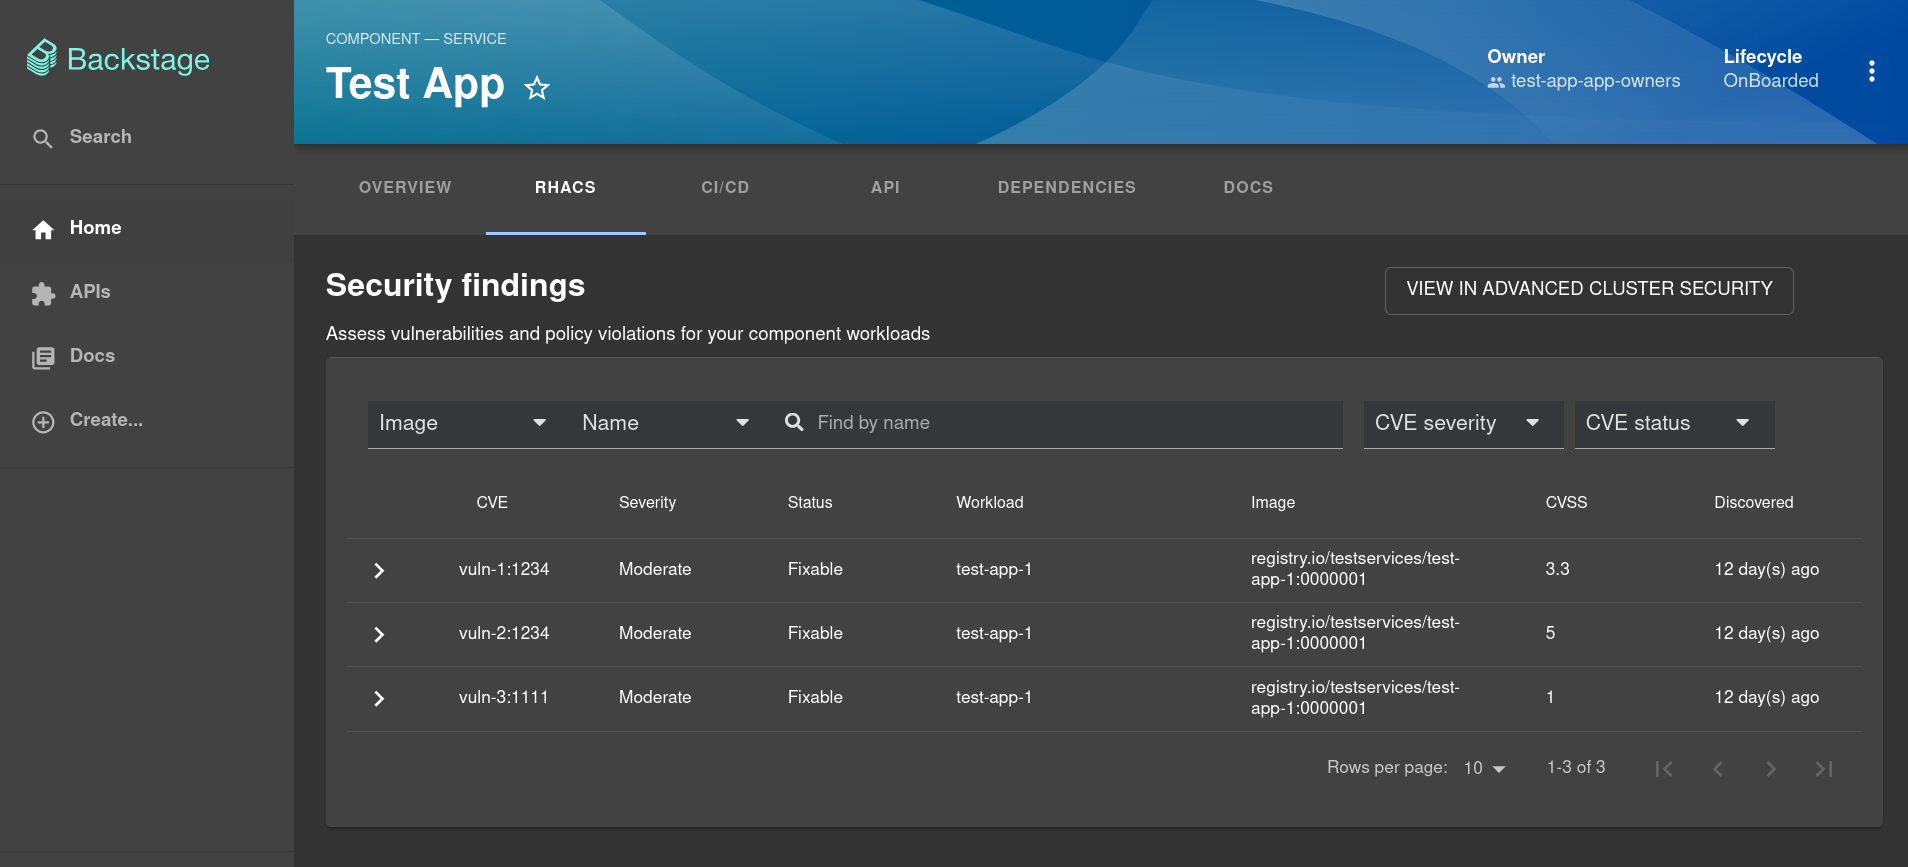 Backstage
Search
Home
APIs
Docs
Create...
COMPONENT — SERVICE
Test App
Owner
test-app-app-owners
Lifecycle
OnBoarded
OVERVIEW RHACS CI/CD API DEPENDENCIES DOCS
Security findings
VIEW IN ADVANCED CLUSTER SECURITY
Assess vulnerabilities and policy violations for your component workloads
Image Name Find by name CVE severity CVE status
CVE Severity Status Workload Image CVSS Discovered
vuln-1:1234 Moderate Fixable test-app-1 registry.io/testservices/test-
app-1:0000001 3.3 12 day(s) ago
vuln-2:1234 Moderate Fixable test-app-1 registry.io/testservices/test-
app-1:0000001 5 12 day(s) ago
vuln-3:1111 Moderate Fixable test-app-1 registry.io/testservices/test-
app-1:0000001 1 12 day(s) ago
Rows per page: 10 1-3 of 3